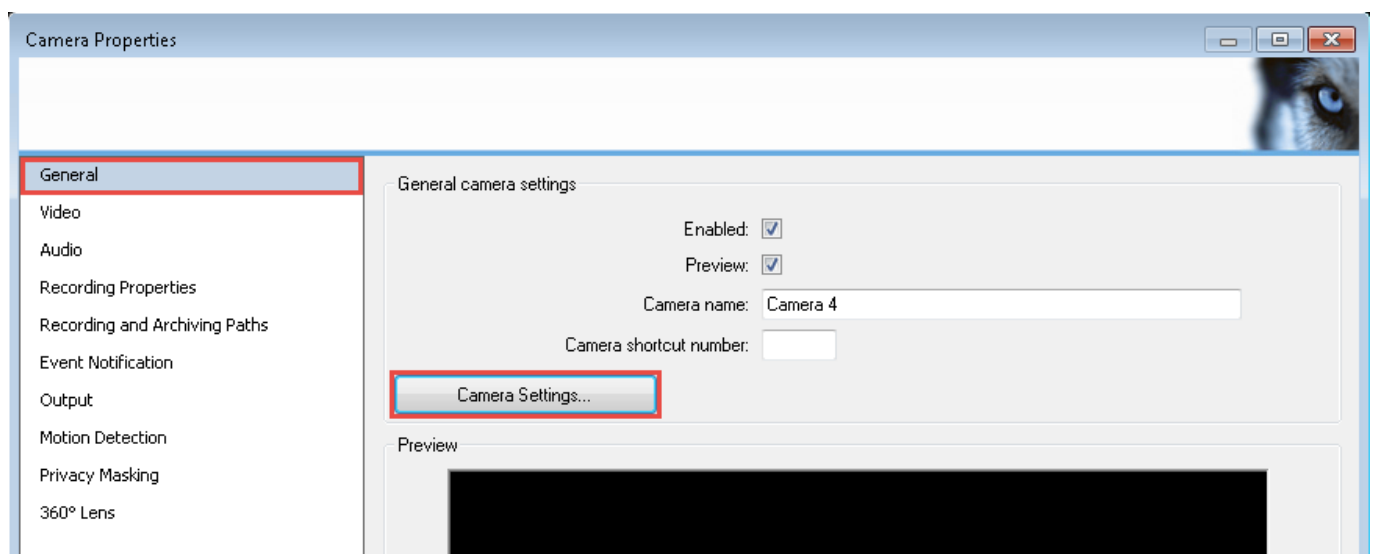 Camera Properties
General
Video
Audio
Recording Properties
Recording and Archiving Paths
Event Notification
Output
Motion Detection
Privacy Masking
360° Lens
General camera settings
Enabled:
Preview:
Camera name: Camera 4
Camera shortcut number:
Camera Settings...
Preview